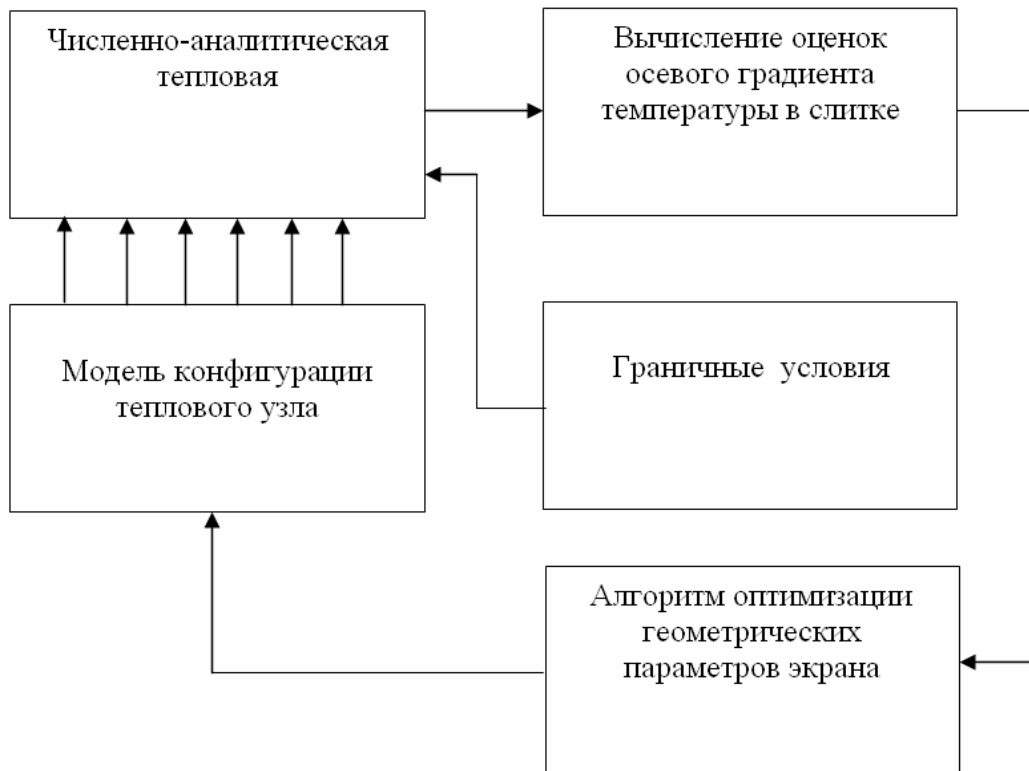 Численно-аналитическая
тепловая
Вычисление оценок
осевого градиента
температуры в слитке
Модель конфигурации
теплового узла
Граничные условия
Алгоритм оптимизации
геометрических
параметров экрана